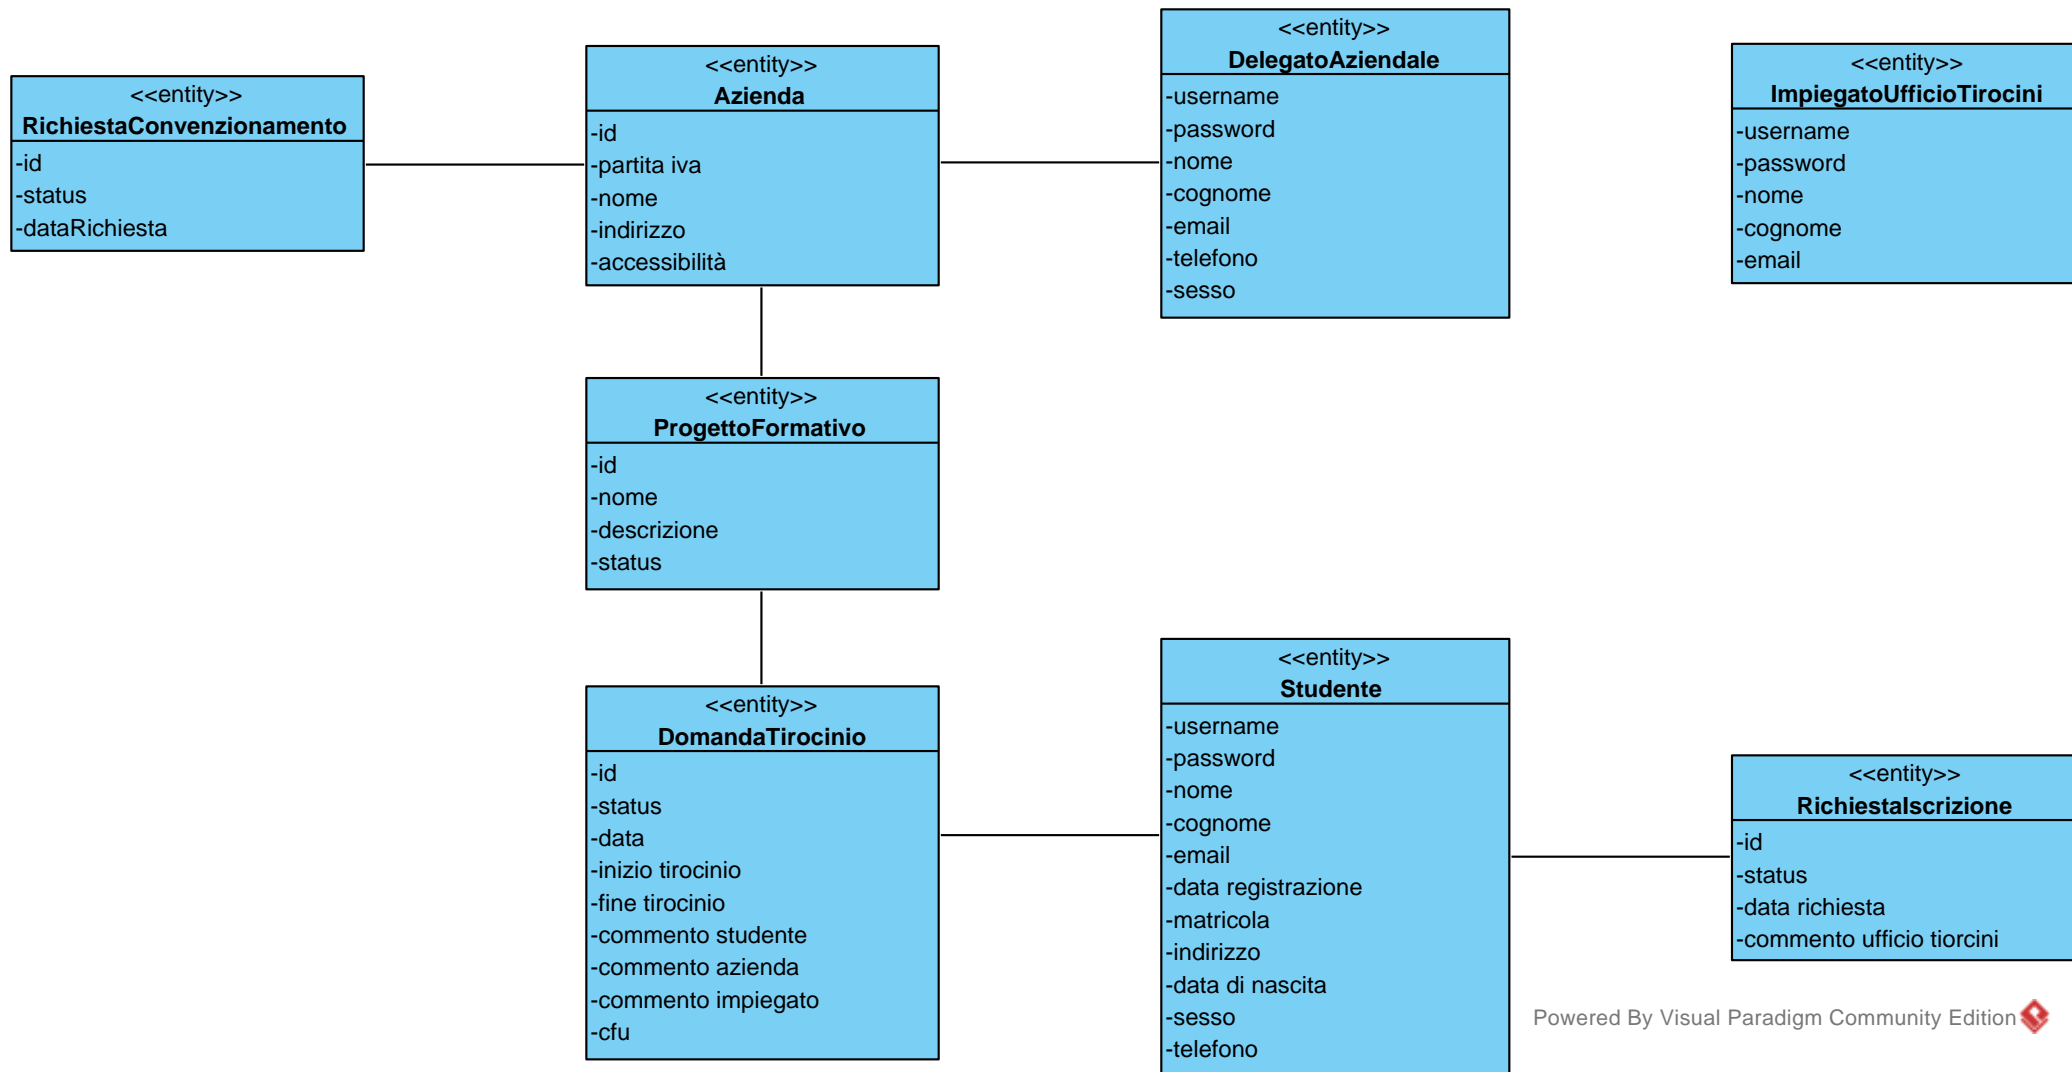 <<entity>>
RichiestaConvenzionamento
-id
-status
-dataRichiesta
<<entity>>
Azienda
-id
-partita iva
-nome
-indirizzo
-accessibilità
<<entity>>
DelegatoAziendale
-username
-password
-nome
-cognome
-email
-telefono
-sesso
<<entity>>
ImpiegatoUfficioTirocini
-username
-password
-nome
-cognome
-email
<<entity>>
ProgettoFormativo
-id
-nome
-descrizione
-status
<<entity>>
DomandaTirocinio
-id
-status
-data
-inizio tirocinio
-fine tirocinio
-commento studente
-commento azienda
-commento impiegato
-cfu
<<entity>>
Studente
-username
-password
-nome
-cognome
-email
-data registrazione
-matricola
-indirizzo
-data di nascita
-sesso
-telefono
<<entity>>
RichiestaIscrizione
-id
-status
-data richiesta
-commento ufficio tiorcini
Powered By Visual Paradigm Community Edition